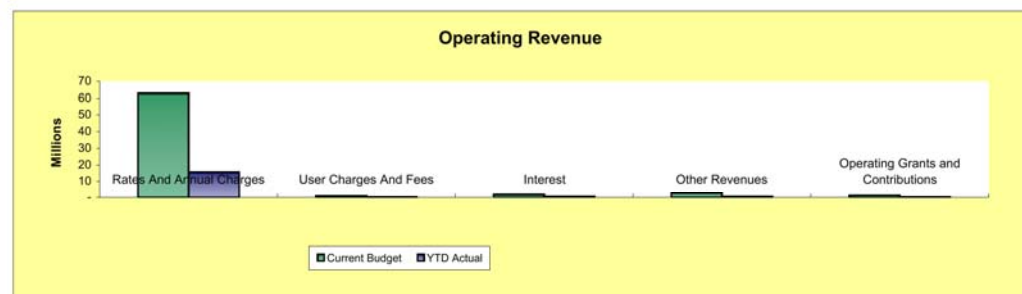 Operating Revenue
Millions
70
60
50
40
30
20
10
-
Rates And Annual Charges
User Charges And Fees
Interest
Other Revenues
Operating Grants and
Contributions
Current Budget
YTD Actual